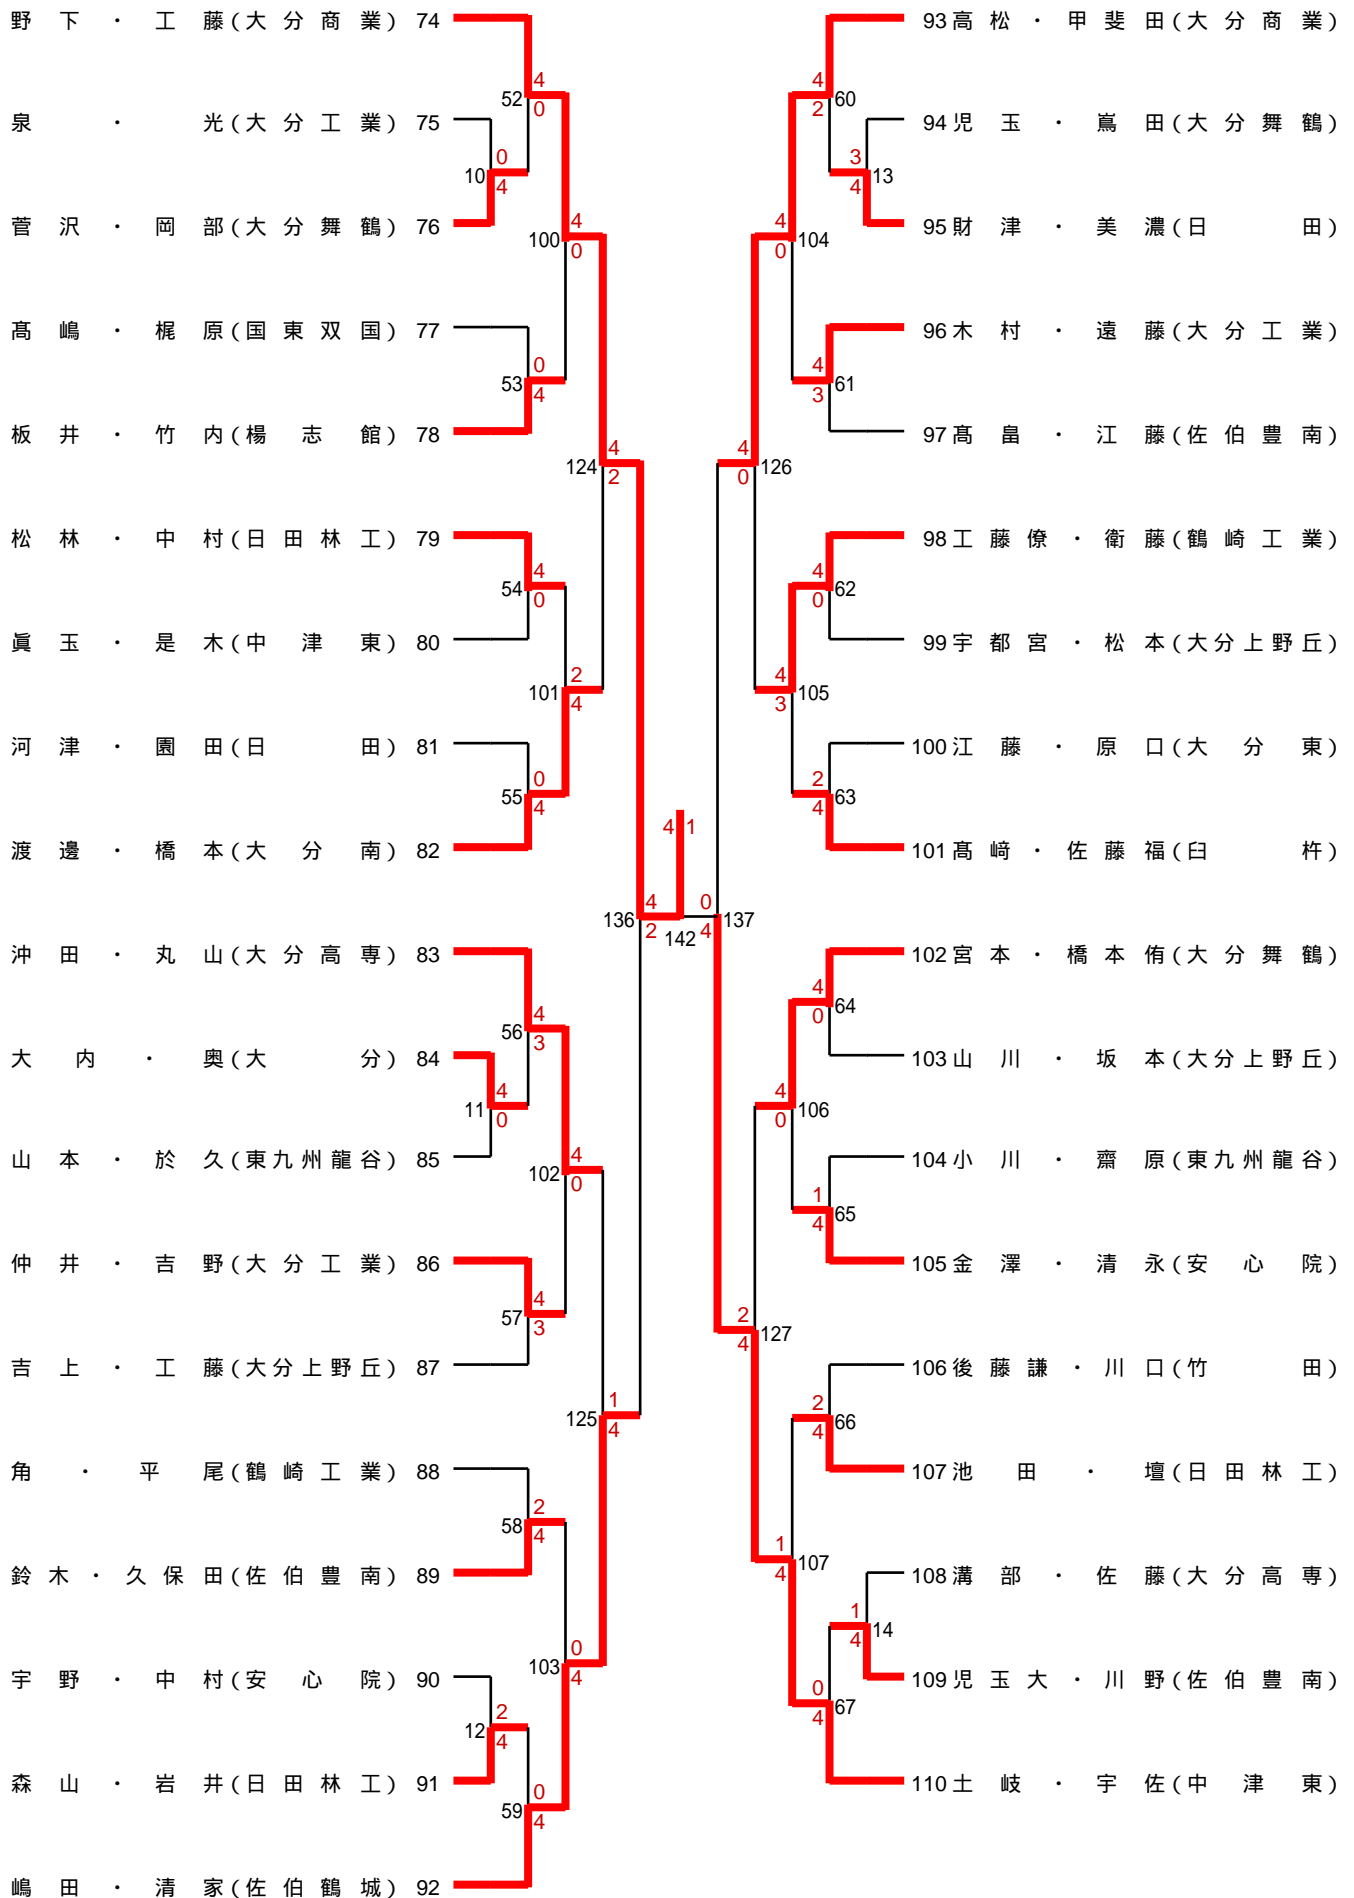 野下・工藤(大分商業) 74
泉・光(大分工業) 75
菅沢・岡部(大分舞鶴) 76
髙嶋・梶原(国東双国) 77
板井・竹内(楊志館) 78
松林・中村(日田林工) 79
眞玉・是木(中津東) 80
河津・園田(日田) 81
渡邊・橋本(大分南) 82
沖田・丸山(大分高専) 83
大内・奥(大分) 84
山本・於久(東九州龍谷) 85
仲井・吉野(大分工業) 86
吉上・工藤(大分上野丘) 87
角・平尾(鶴崎工業) 88
鈴木・久保田(佐伯豊南) 89
宇野・中村(安心院) 90
森山・岩井(日田林工) 91
嶋田・清家(佐伯鶴城) 92
4
52
0
0
10
4
4
100
0
0
53
4
4
124
2
4
54
0
2
101
4
0
55
4
4
136
2
4
56
3
4
11
0
4
102
0
4
57
3
1
125
4
2
58
4
0
103
4
2
12
4
0
59
4
4 1
142
93 高松・甲斐田(大分商業)
94 児玉・嶌田(大分舞鶴)
95 財津・美濃(日田)
96 木村・遠藤(大分工業)
97 髙畠・江藤(佐伯豊南)
98 工藤僚・衛藤(鶴崎工業)
99 宇都宮・松本(大分上野丘)
100 江藤・原口(大分東)
101 髙﨑・佐藤福(臼杵)
102 宮本・橋本侑(大分舞鶴)
103 山川・坂本(大分上野丘)
104 小川・齋原(東九州龍谷)
105 金澤・清永(安心院)
106 後藤謙・川口(竹田)
107 池田・壇(日田林工)
108 溝部・佐藤(大分高専)
109 児玉大・川野(佐伯豊南)
110 土岐・宇佐(中津東)
4
60
2
3
13
4
4
104
0
4
61
3
4
126
0
4
62
0
4
105
3
2
63
4
0
137
4
4
64
0
4
106
0
1
65
4
2
127
4
2
66
4
1
107
4
1
14
4
0
67
4